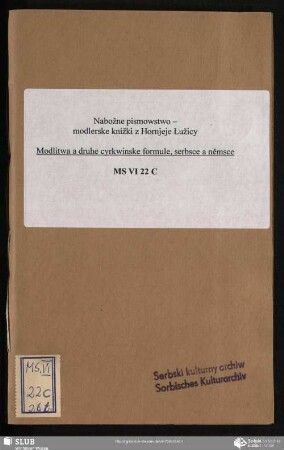 Nabožne pismowstwo –
modlerske knižki z Hornjeje Łužicy
Modlitwa a druhe cyrkwinske formule, serbsce a němsce
MS VI 22 C
Serbski kulturny archiw
Sorbisches Kulturarchiv
MS VI
22 C
SLUB